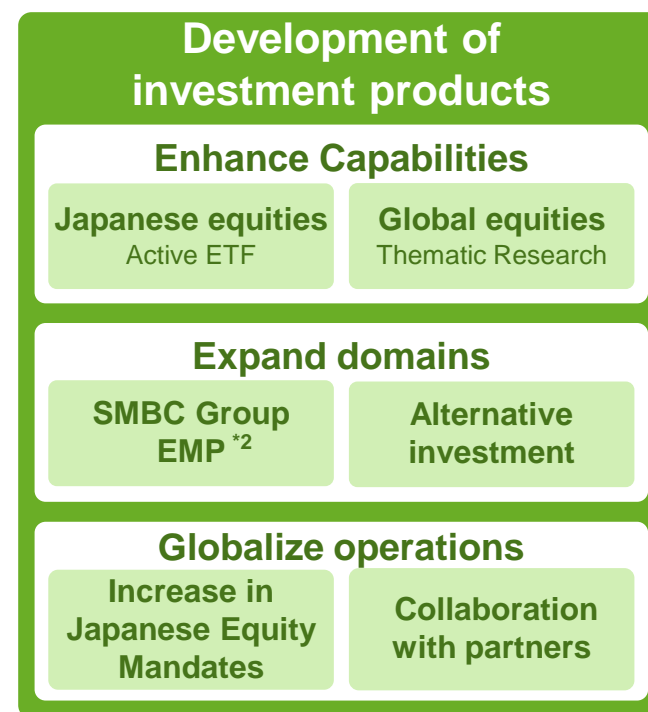 Development of
investment products
Enhance Capabilities
Japanese equities
Active ETF
Global equities
Thematic Research
Expand domains
SMBC Group
EMP *2
Alternative
investment
Globalize operations
Increase in
Japanese Equity
Mandates
Collaboration
with partners